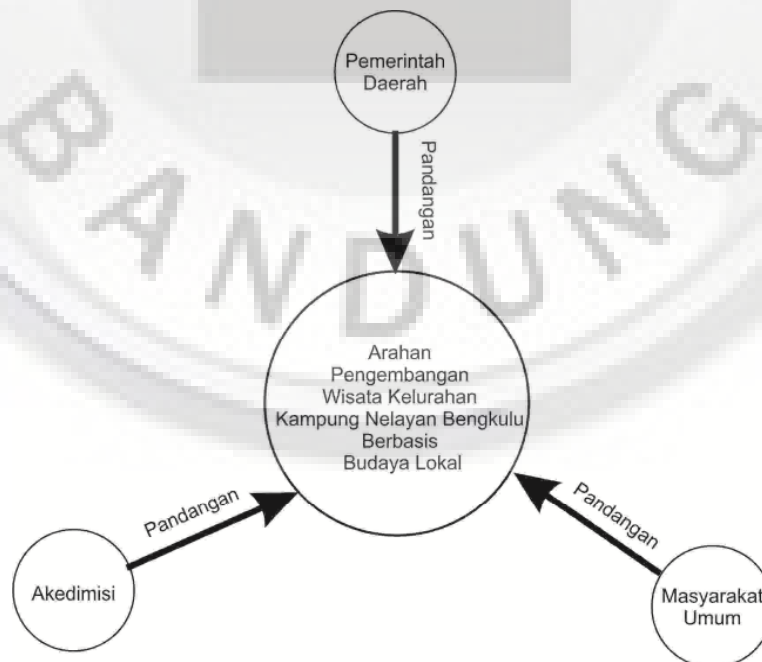 Pemerintah
Daerah
Pandangan
BANDUNG
Arahan
Pengembangan
Wisata Kelurahan
Kampung Nelayan Bengkulu
Berbasis
Budaya Lokal
Pandangan
Pandangan
Akedimisi
Masyarakat
Umum